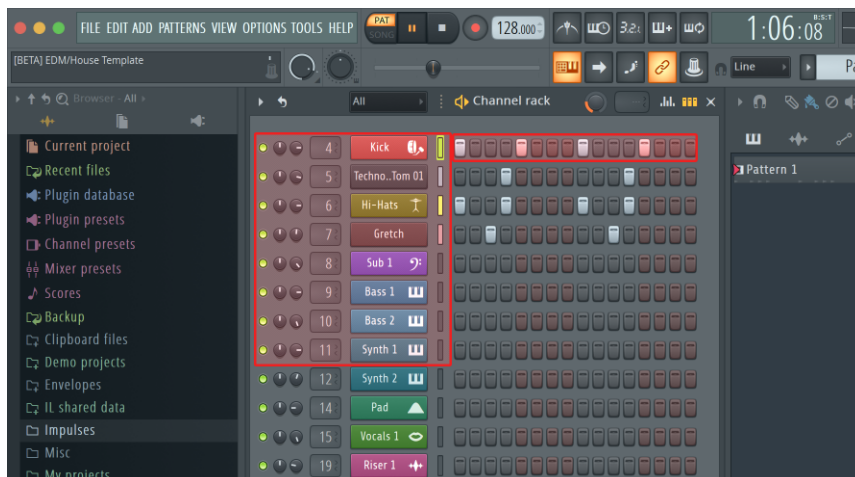 FILE EDIT ADD PATTERNS VIEW OPTIONS TOOLS HELP
PAT
SONG
128.000
3.2.1
1:06:08
B:S:T
[BETA] EDM/House Template
Line
Browser - All
All
Channel rack
Current project
Recent files
Plugin database
Plugin presets
Channel presets
Mixer presets
Scores
Backup
Clipboard files
Demo projects
Envelopes
IL shared data
Impulses
Misc
My projects
4 Kick
5 Techno..Tom 01
6 Hi-Hats
7 Gretch
8 Sub 1
9 Bass 1
10 Bass 2
11 Synth 1
12 Synth 2
14 Pad
15 Vocals 1
19 Riser 1
Pattern 1